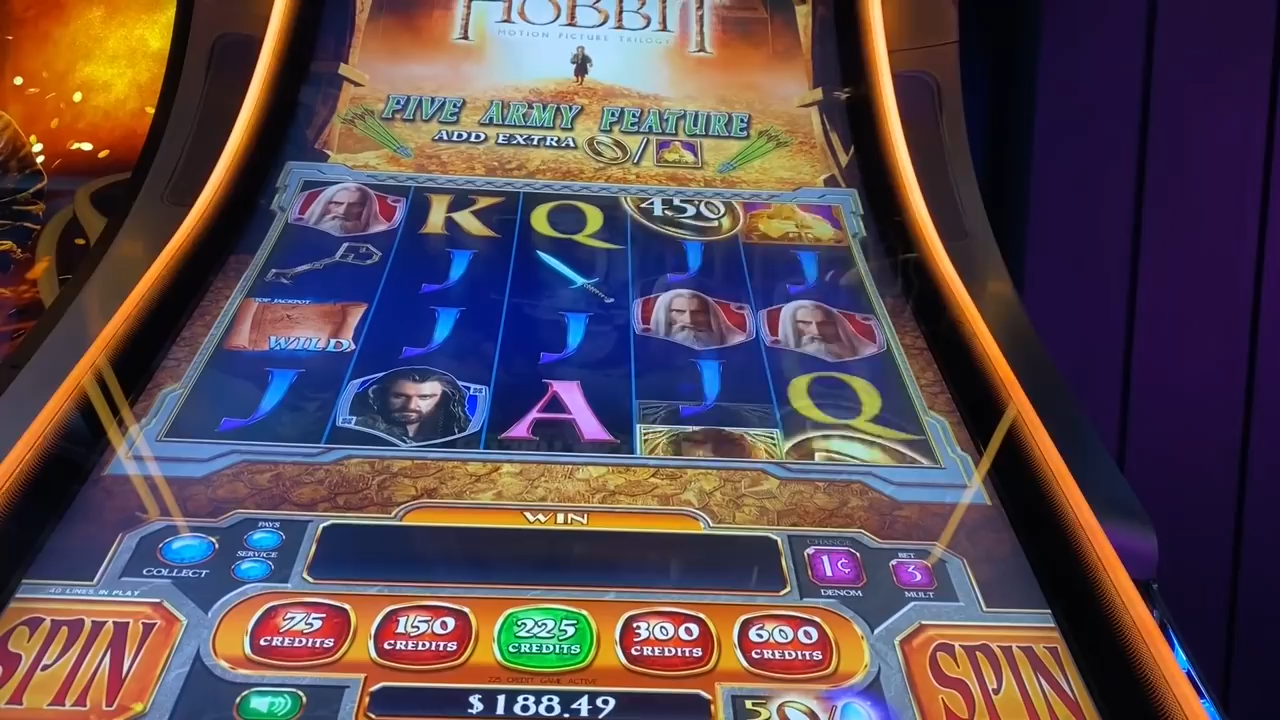 HOBBIT
MOTION PICTURE TRILOGY
FIVE ARMY FEATURE
ADD EXTRA /
K Q 450
J J J
TOP JACKPOT
WILD J J
J A J Q
WIN
PAYS
SERVICE
COLLECT
CHANGE
1¢
DENOM
BET
3
MULT
40 LINES IN PLAY
SPIN
75
CREDITS
150
CREDITS
225
CREDITS
300
CREDITS
600
CREDITS
SPIN
225 CREDIT GAME ACTIVE
$188.49
50 /